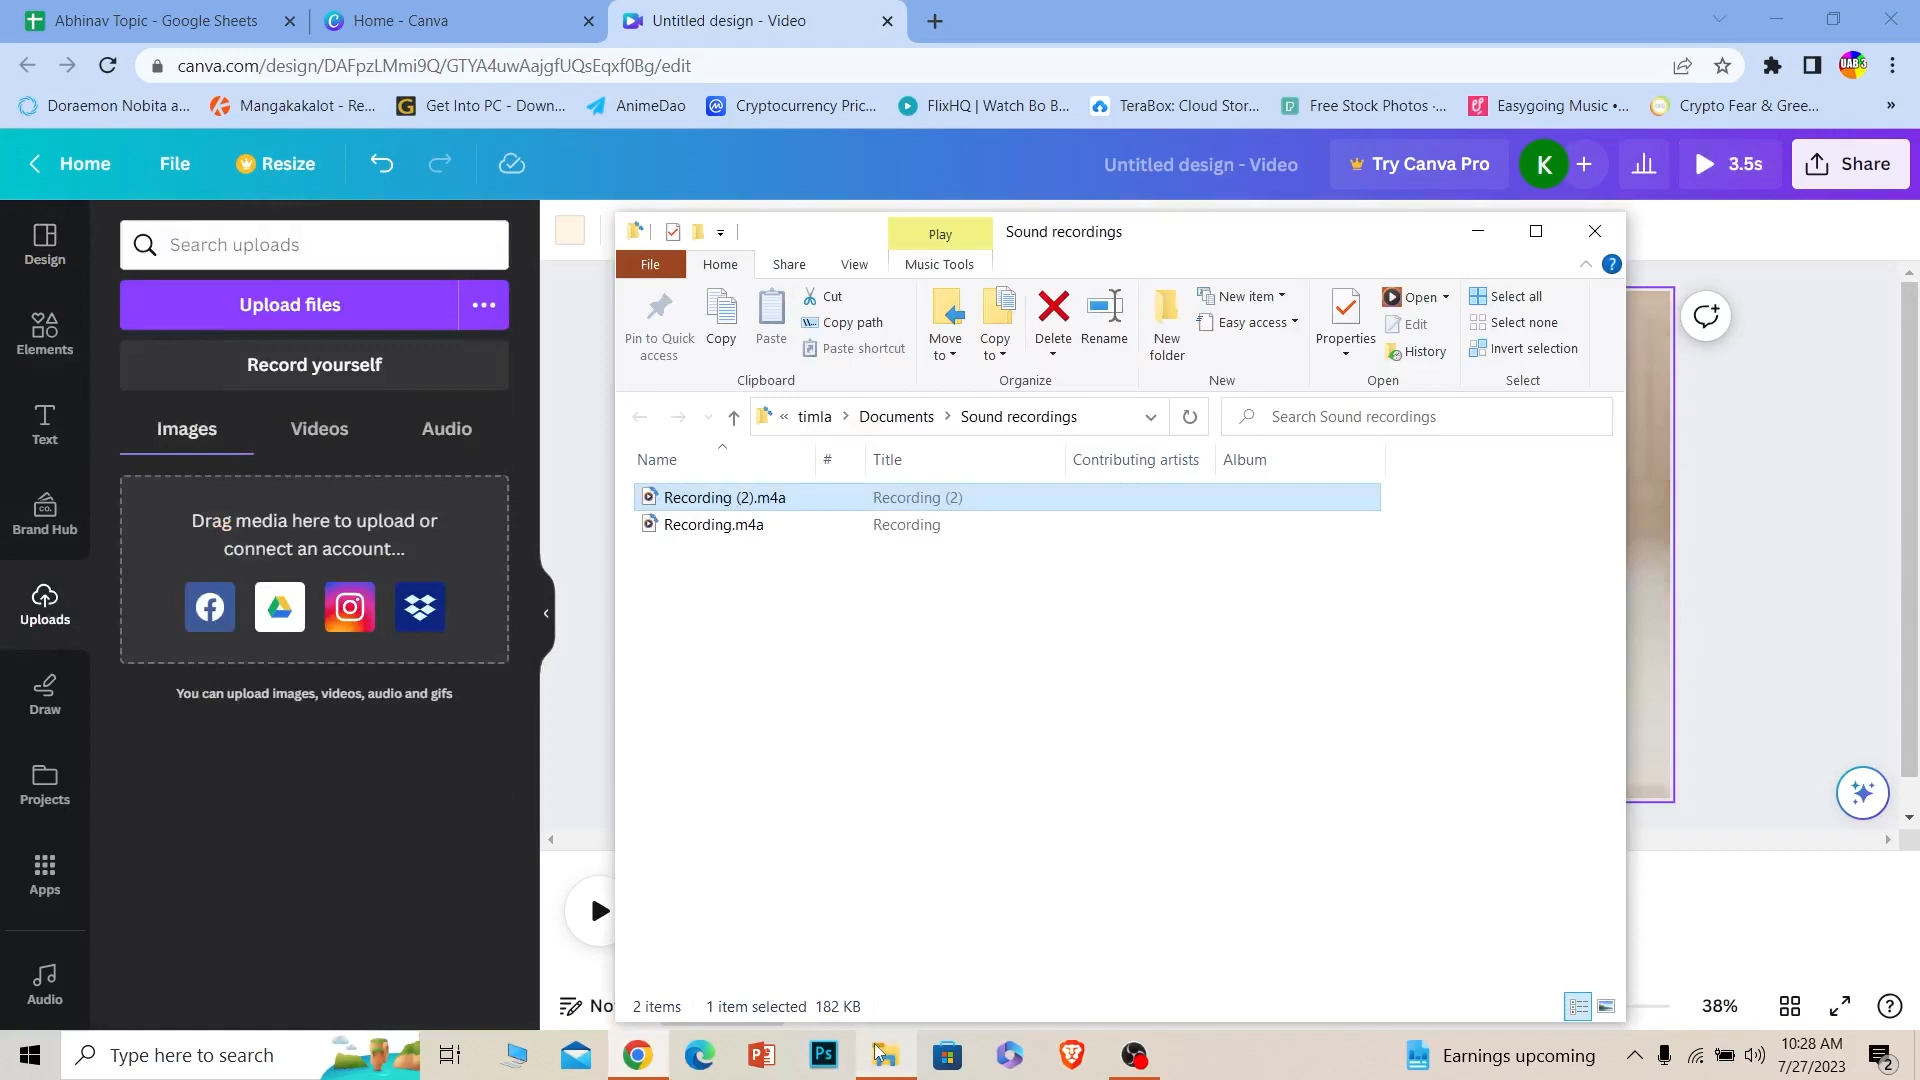 Abhinav Topic - Google Sheets
Home - Canva
Untitled design - Video
canva.com/design/DAFpzLMmi9Q/GTYA4uwAajgfUQsEqxf0Bg/edit
UAB 3
Doraemon Nobita a...
Mangakakalot - Re...
Get Into PC - Down...
AnimeDao
Cryptocurrency Pric...
FlixHQ | Watch Bo B...
TeraBox: Cloud Stor...
Free Stock Photos ·...
Easygoing Music •...
Crypto Fear & Gree...
»
Home
File
Resize
Untitled design - Video
Try Canva Pro
K
3.5s
Share
Design
Elements
Text
Brand Hub
Uploads
Draw
Projects
Apps
Audio
Search uploads
Upload files
Record yourself
Images
Videos
Audio
Drag media here to upload or
connect an account...
You can upload images, videos, audio and gifs
Play
Sound recordings
File
Home
Share
View
Music Tools
Pin to Quick
access
Copy
Paste
Cut
Copy path
Paste shortcut
Clipboard
Move
to
Copy
to
Delete
Rename
Organize
New
folder
New item
Easy access
New
Properties
Open
Edit
History
Open
Select all
Select none
Invert selection
Select
« timla
Documents
Sound recordings
Search Sound recordings
Name
#
Title
Contributing artists
Album
Recording (2).m4a
Recording (2)
Recording.m4a
Recording
2 items
1 item selected 182 KB
No
38%
Type here to search
Ps
Earnings upcoming
10:28 AM
7/27/2023
2